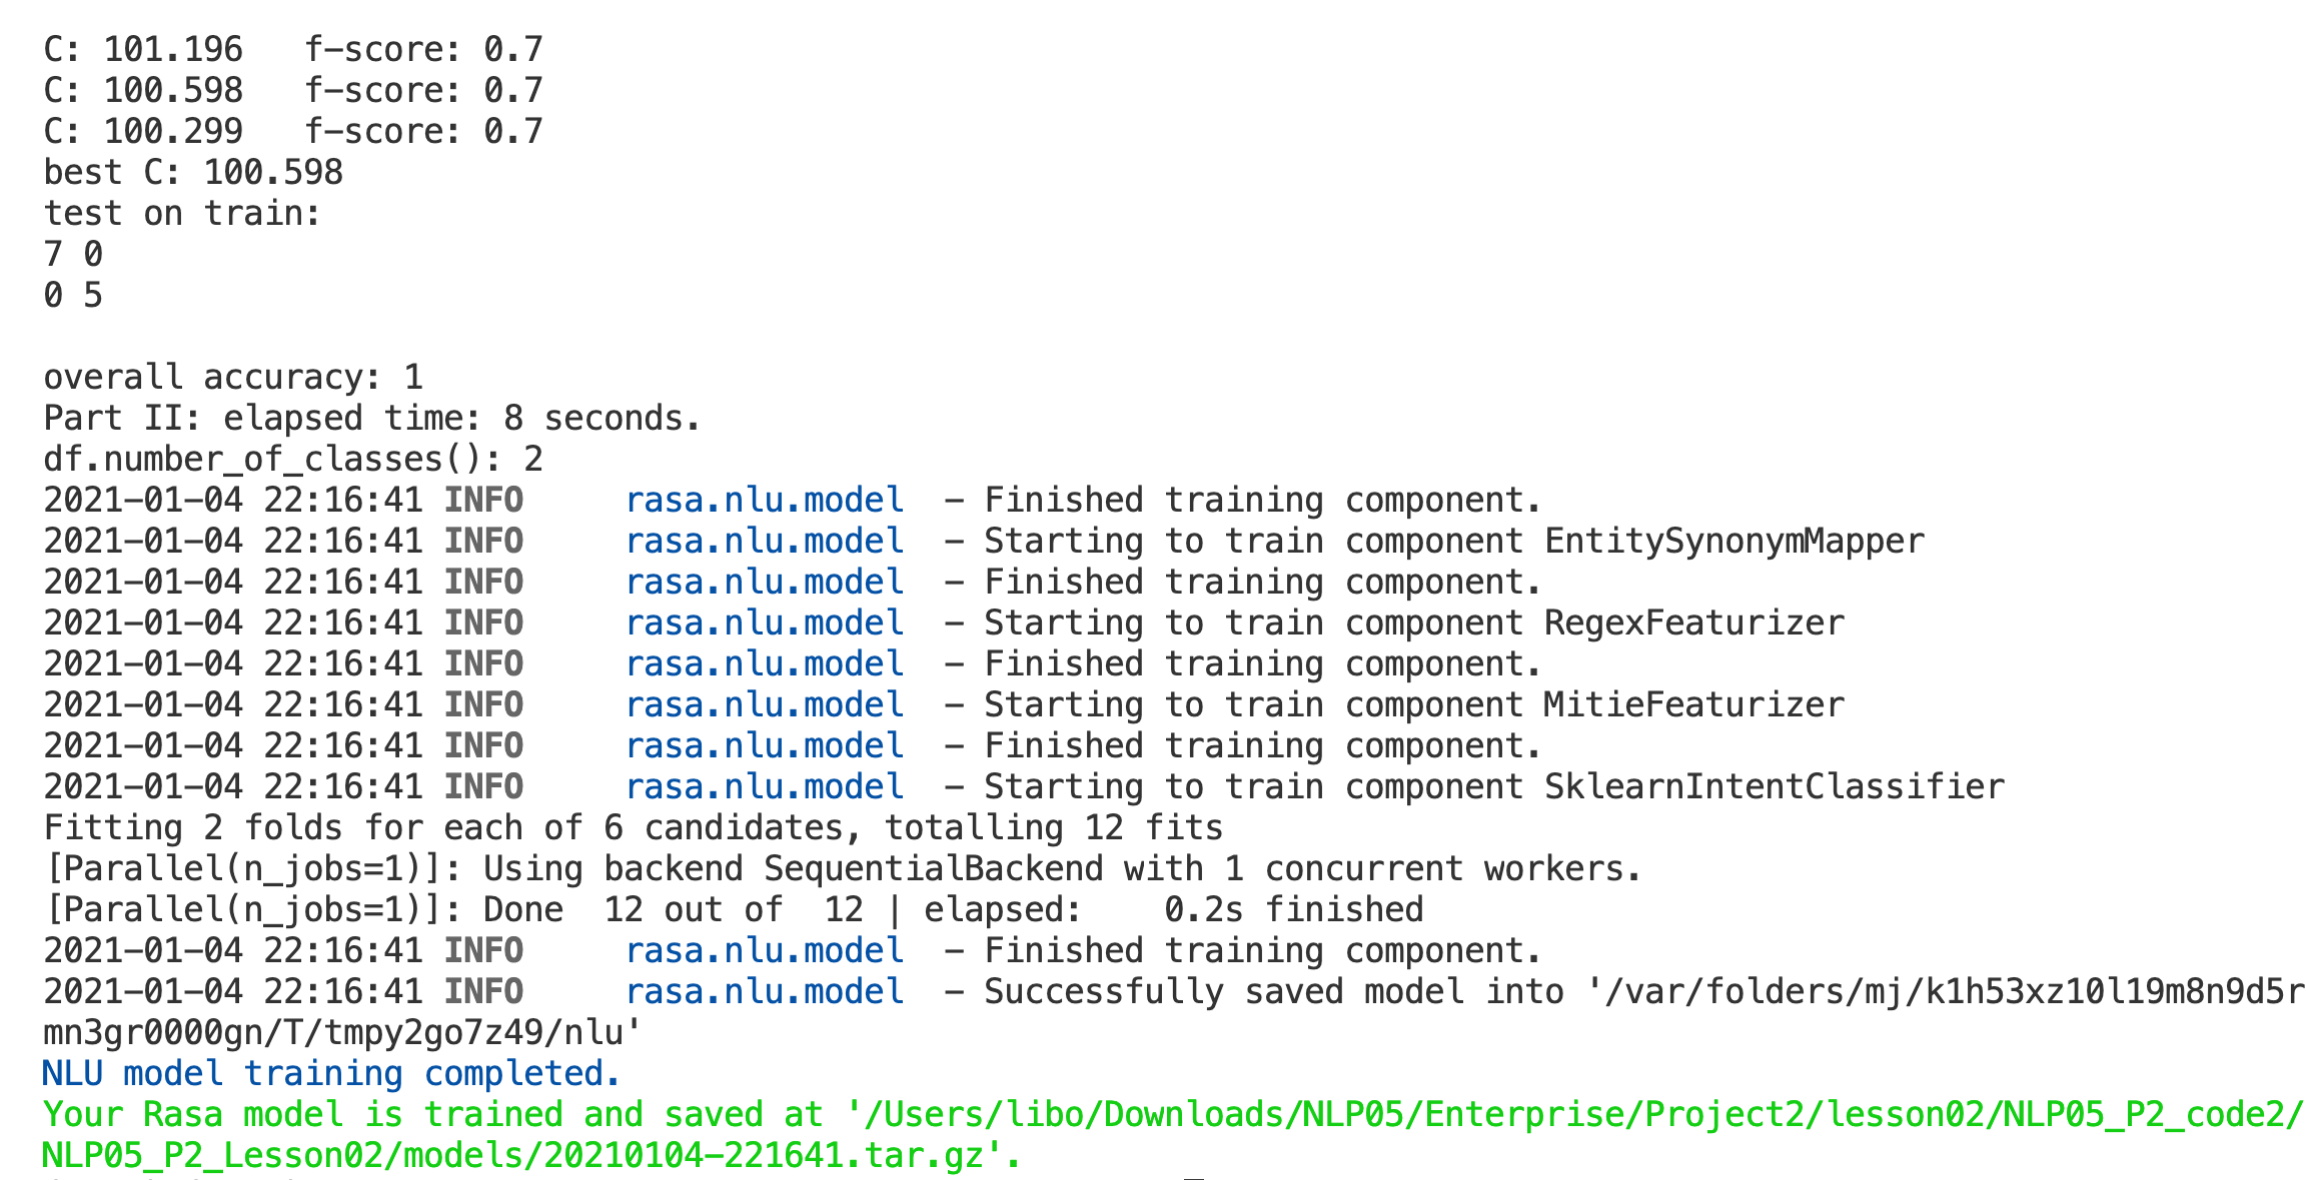 C: 101.196   f-score: 0.7
C: 100.598   f-score: 0.7
C: 100.299   f-score: 0.7
best C: 100.598
test on train:
7 0
0 5
overall accuracy: 1
Part II: elapsed time: 8 seconds.
df.number_of_classes(): 2
2021-01-04 22:16:41 INFO     rasa.nlu.model  - Finished training component.
2021-01-04 22:16:41 INFO     rasa.nlu.model  - Starting to train component EntitySynonymMapper
2021-01-04 22:16:41 INFO     rasa.nlu.model  - Finished training component.
2021-01-04 22:16:41 INFO     rasa.nlu.model  - Starting to train component RegexFeaturizer
2021-01-04 22:16:41 INFO     rasa.nlu.model  - Finished training component.
2021-01-04 22:16:41 INFO     rasa.nlu.model  - Starting to train component MitieFeaturizer
2021-01-04 22:16:41 INFO     rasa.nlu.model  - Finished training component.
2021-01-04 22:16:41 INFO     rasa.nlu.model  - Starting to train component SklearnIntentClassifier
Fitting 2 folds for each of 6 candidates, totalling 12 fits
[Parallel(n_jobs=1)]: Using backend SequentialBackend with 1 concurrent workers.
[Parallel(n_jobs=1)]: Done  12 out of  12 | elapsed:    0.2s finished
2021-01-04 22:16:41 INFO     rasa.nlu.model  - Finished training component.
2021-01-04 22:16:41 INFO     rasa.nlu.model  - Successfully saved model into '/var/folders/mj/k1h53xz10l19m8n9d5r
mn3gr0000gn/T/tmpy2go7z49/nlu'
NLU model training completed.
Your Rasa model is trained and saved at '/Users/libo/Downloads/NLP05/Enterprise/Project2/lesson02/NLP05_P2_code2/
NLP05_P2_Lesson02/models/20210104-221641.tar.gz'.